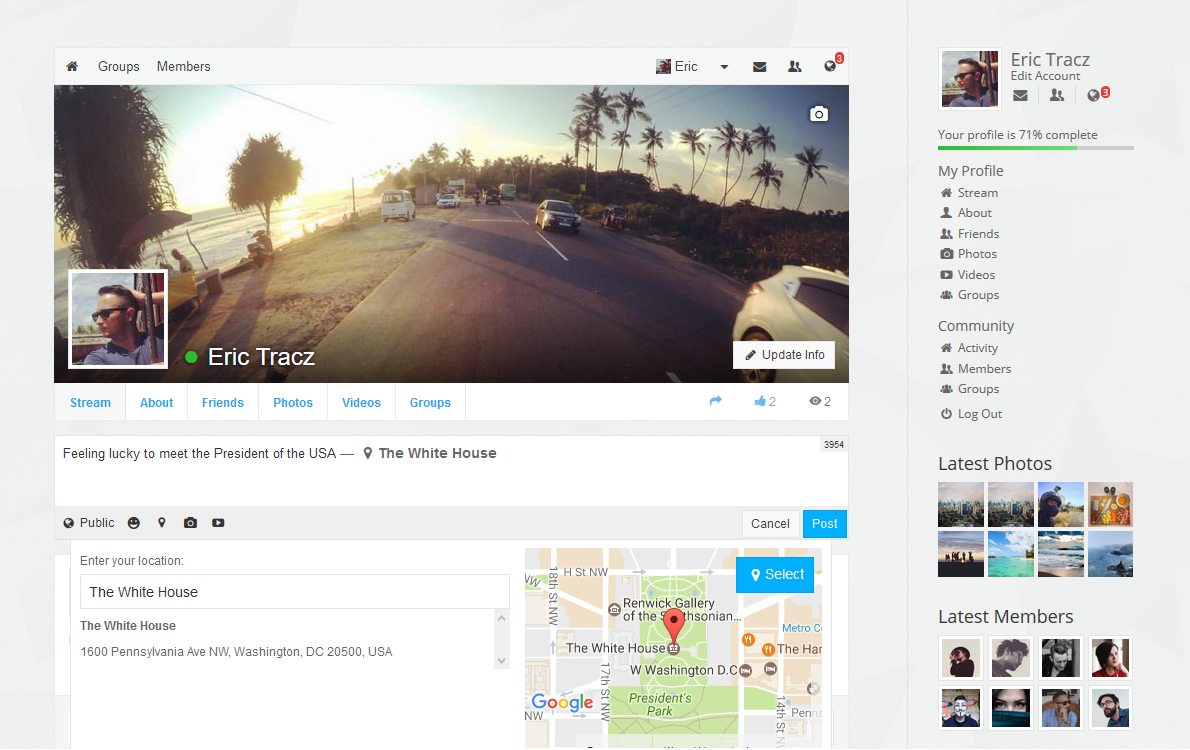 Groups Members Eric 3
Eric Tracz
Update Info
Stream About Friends Photos Videos Groups 2 2
Feeling lucky to meet the President of the USA — The White House 3954
Public Cancel Post
Enter your location:
The White House
The White House
1600 Pennsylvania Ave NW, Washington, DC 20500, USA
Select
H St NW
18th St NW
Renwick Gallery
of the Smithsonian...
Metro C
The White House
The Har
W Washington D.C
17th St NW
President's
Park
14th St NW
Penns
Google
NW
Eric Tracz
Edit Account
3
Your profile is 71% complete
My Profile
Stream
About
Friends
Photos
Videos
Groups
Community
Activity
Members
Groups
Log Out
Latest Photos
Latest Members